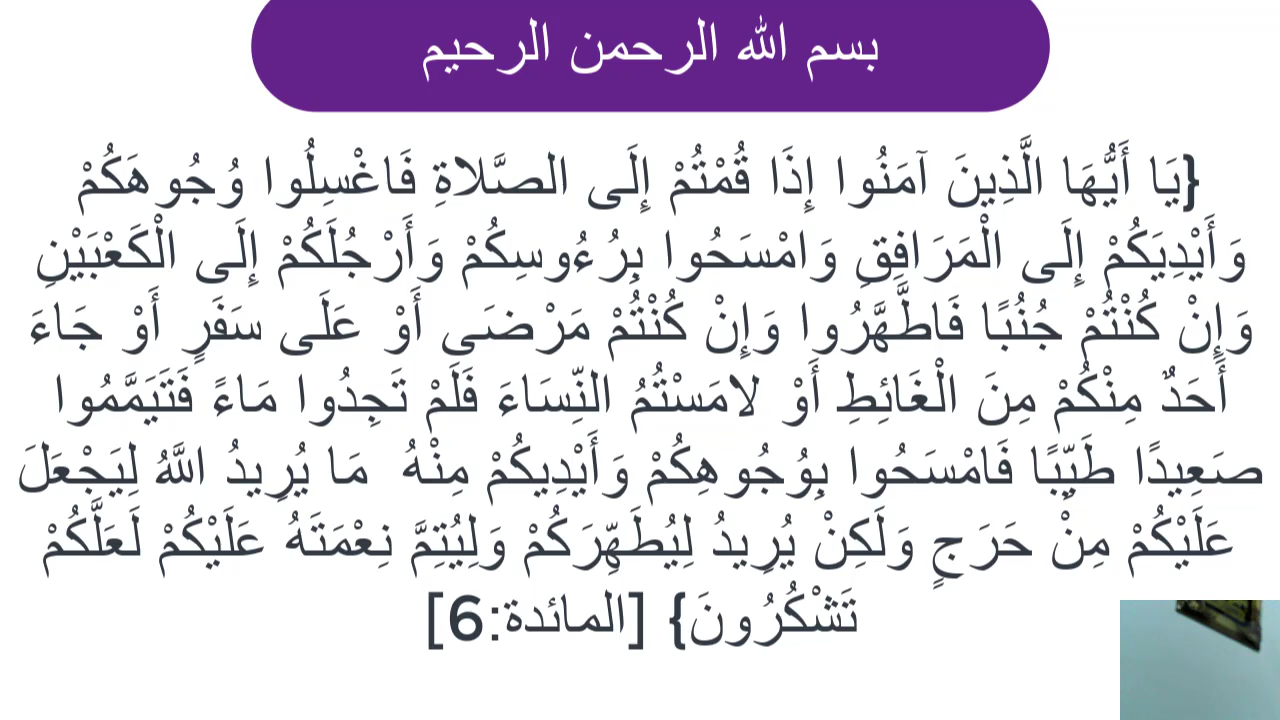 بسم الله الرحمن الرحيم
{يَا أَيُّهَا الَّذِينَ آمَنُوا إِذَا قُمْتُمْ إِلَى الصَّلاةِ فَاغْسِلُوا وُجُوهَكُمْ
وَأَيْدِيَكُمْ إِلَى الْمَرَافِقِ وَامْسَحُوا بِرُءُوسِكُمْ وَأَرْجُلَكُمْ إِلَى الْكَعْبَيْنِ
وَإِنْ كُنْتُمْ جُنُبًا فَاطَّهَّرُوا وَإِنْ كُنْتُمْ مَرْضَى أَوْ عَلَى سَفَرٍ أَوْ جَاءَ
أَحَدٌ مِنْكُمْ مِنَ الْغَائِطِ أَوْ لامَسْتُمُ النِّسَاءَ فَلَمْ تَجِدُوا مَاءً فَتَيَمَّمُوا
صَعِيدًا طَيِّبًا فَامْسَحُوا بِوُجُوهِكُمْ وَأَيْدِيكُمْ مِنْهُ مَا يُرِيدُ اللَّهُ لِيَجْعَلَ
عَلَيْكُمْ مِنْ حَرَجٍ وَلَكِنْ يُرِيدُ لِيُطَهِّرَكُمْ وَلِيُتِمَّ نِعْمَتَهُ عَلَيْكُمْ لَعَلَّكُمْ
تَشْكُرُونَ} [المائدة:6]